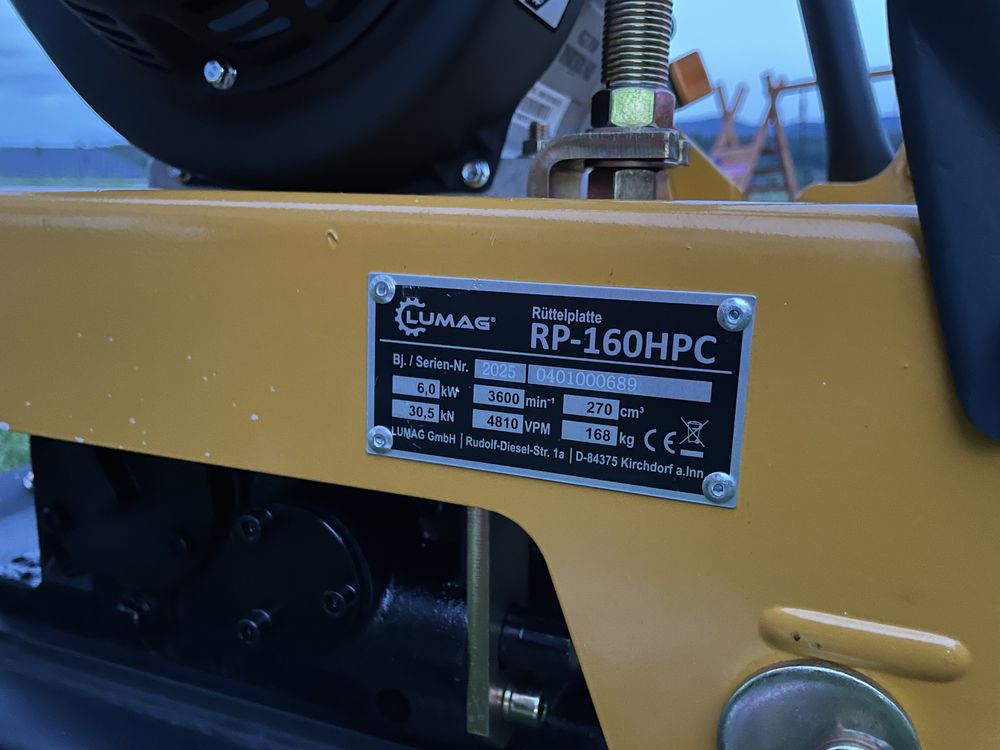 LUMAG®
Rüttelplatte
RP-160HPC
Bj. / Serien-Nr. 2025 0401000689
6,0 kW 3600 min⁻¹ 270 cm³
30,5 kN 4810 VPM 168 kg CE
LUMAG GmbH | Rudolf-Diesel-Str. 1a | D-84375 Kirchdorf a.Inn